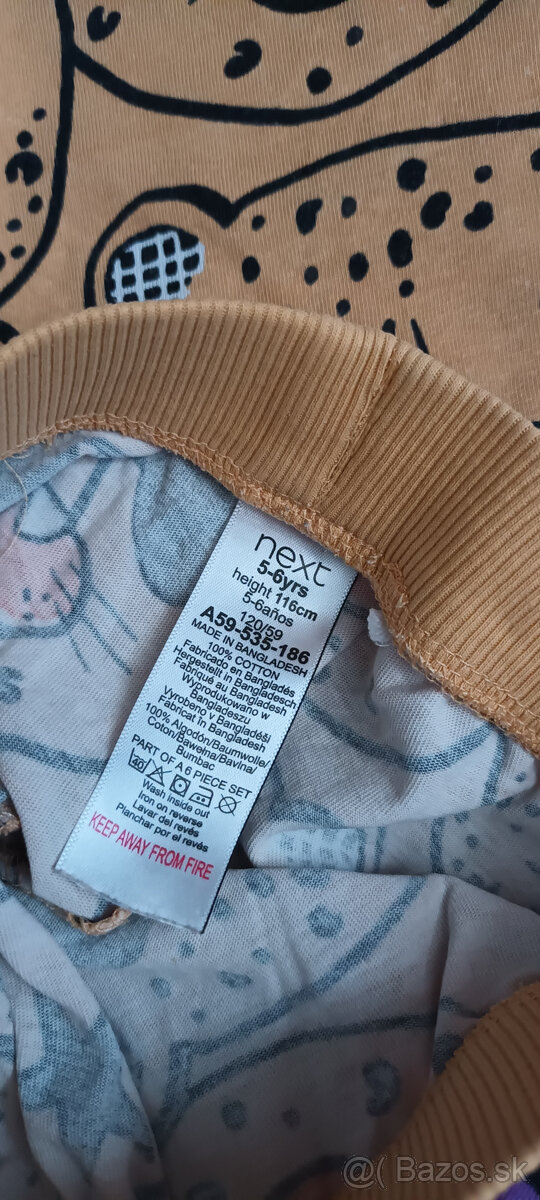 next
5-6yrs
height 116cm
5-6años
120/59
A59-535-186
MADE IN BANGLADESH
100% COTTON
Fabricado en Bangladés
Hergestellt in Bangladesch
Fabriqué au Bangladesh
Wyprodukowano w
Bangladeszu
Vyrobeno v Bangladéši
Fabricat în Bangladesh
100% Algodón/Baumwolle/
Coton/Bawełna/Bavlna/
Bumbac
PART OF A 6 PIECE SET
40
Wash inside out
Iron on reverse
Lavar del revés
Planchar por el revés
KEEP AWAY FROM FIRE
@( Bazos.sk